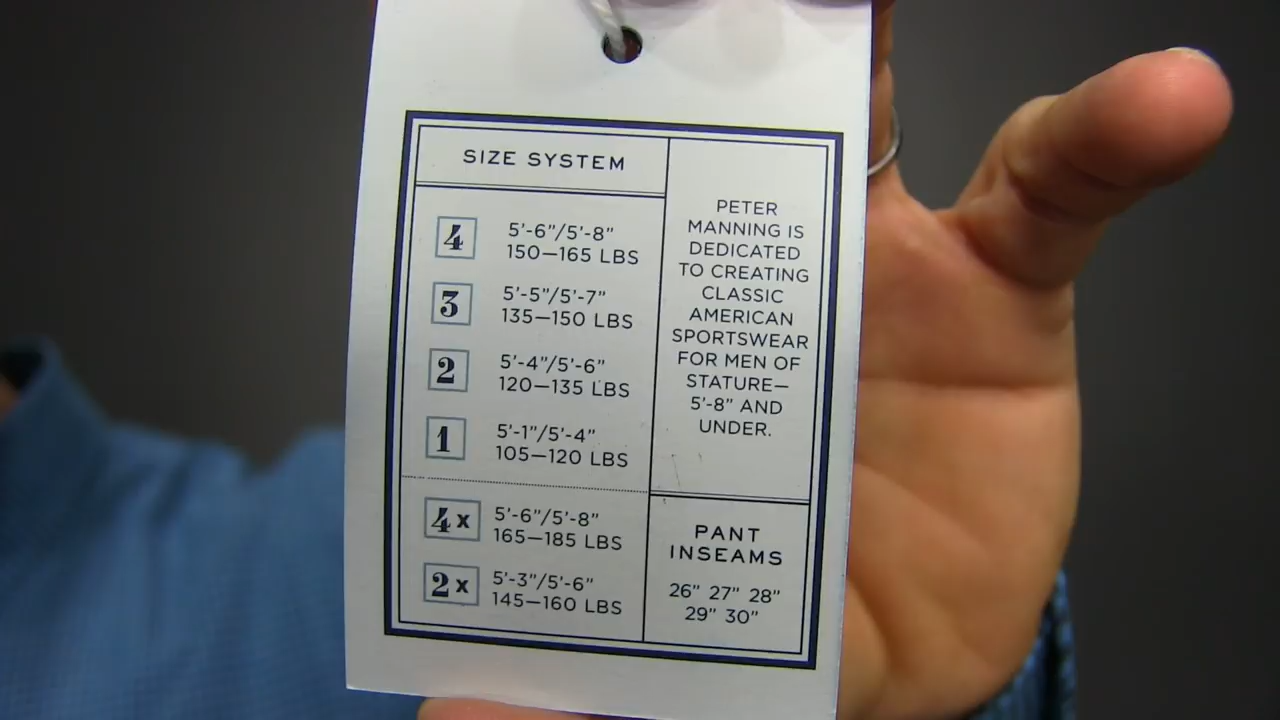 SIZE SYSTEM
4
5'-6"/5'-8"
150—165 LBS
3
5'-5"/5'-7"
135—150 LBS
2
5'-4"/5'-6"
120—135 LBS
1
5'-1"/5'-4"
105—120 LBS
4x
5'-6"/5'-8"
165—185 LBS
2x
5'-3"/5'-6"
145—160 LBS
PETER
MANNING IS
DEDICATED
TO CREATING
CLASSIC
AMERICAN
SPORTSWEAR
FOR MEN OF
STATURE—
5'-8" AND
UNDER.
PANT
INSEAMS
26" 27" 28"
29" 30"